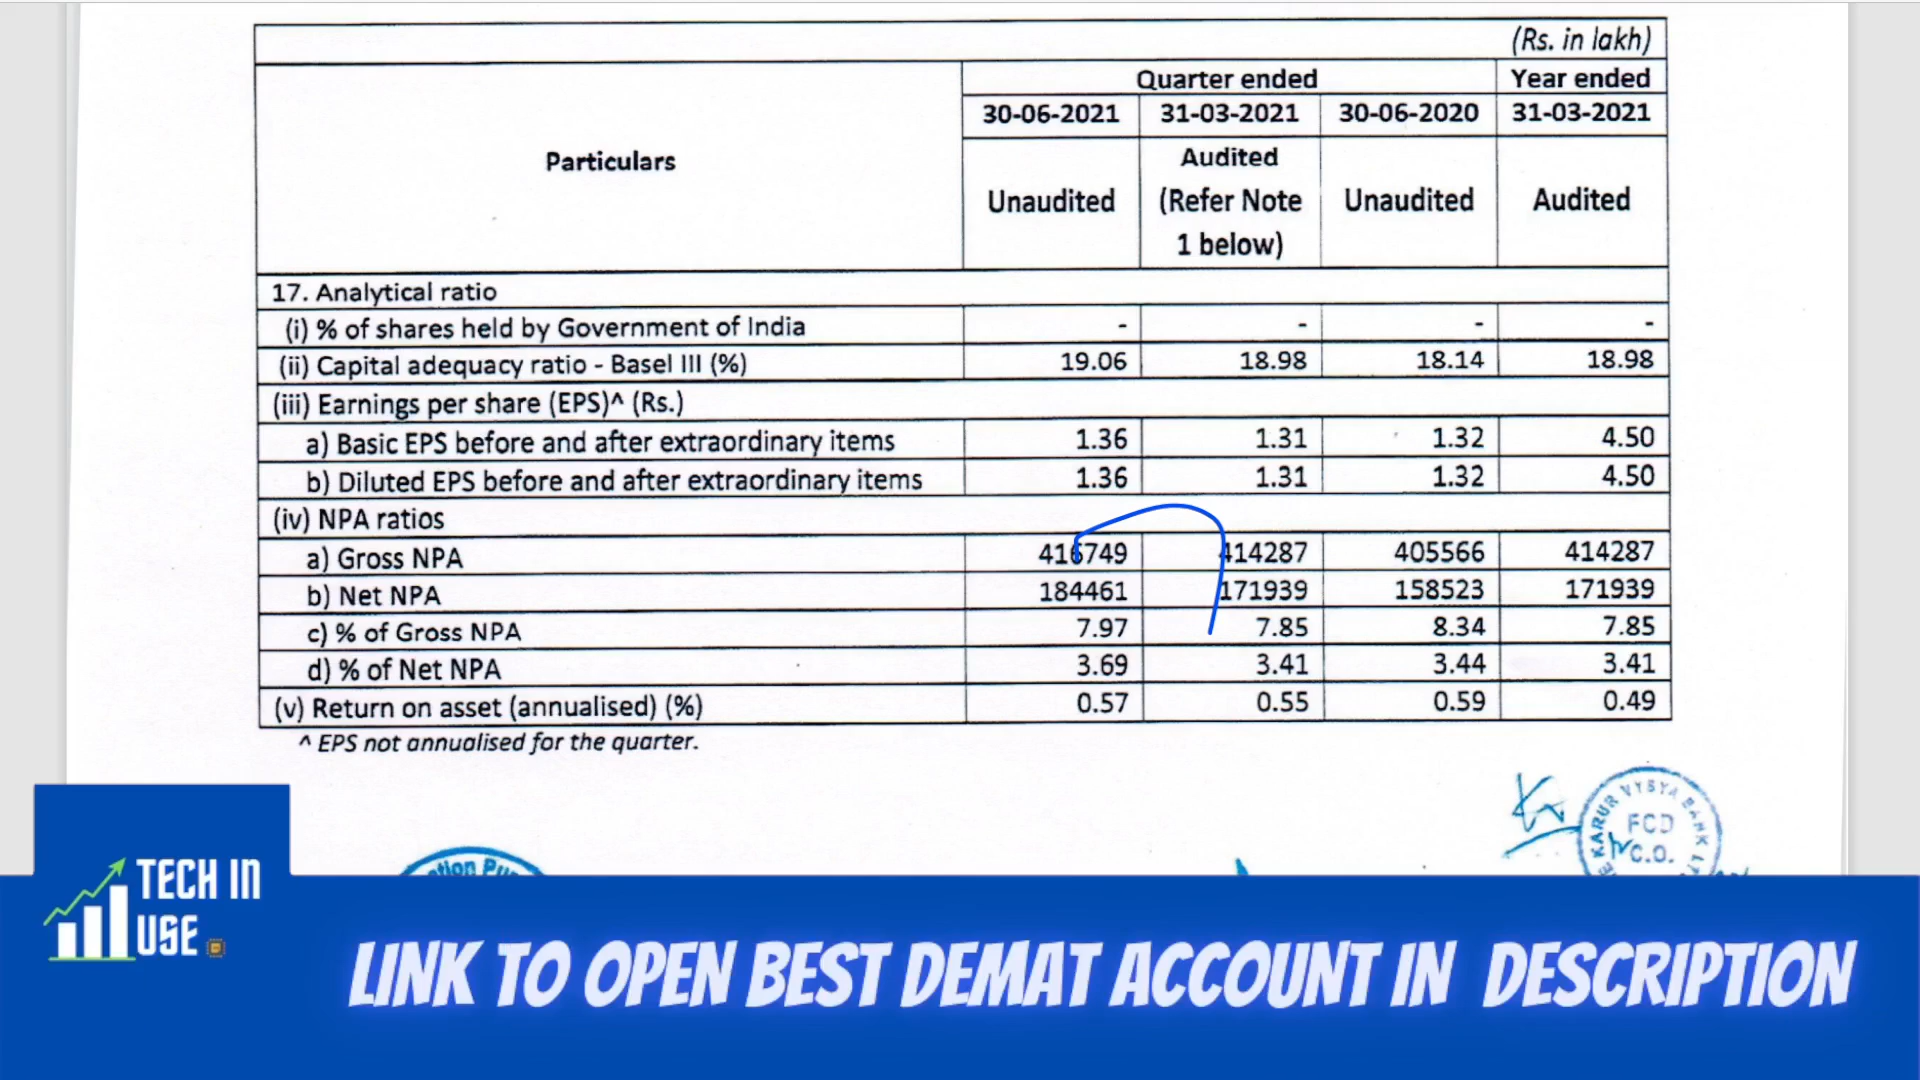 (Rs. in lakh)
Particulars Quarter ended Year ended
30-06-2021 31-03-2021 30-06-2020 31-03-2021
Unaudited Audited (Refer Note 1 below) Unaudited Audited
17. Analytical ratio
(i) % of shares held by Government of India - - - -
(ii) Capital adequacy ratio - Basel III (%) 19.06 18.98 18.14 18.98
(iii) Earnings per share (EPS)^ (Rs.)
a) Basic EPS before and after extraordinary items 1.36 1.31 1.32 4.50
b) Diluted EPS before and after extraordinary items 1.36 1.31 1.32 4.50
(iv) NPA ratios
a) Gross NPA 416749 414287 405566 414287
b) Net NPA 184461 171939 158523 171939
c) % of Gross NPA 7.97 7.85 8.34 7.85
d) % of Net NPA 3.69 3.41 3.44 3.41
(v) Return on asset (annualised) (%) 0.57 0.55 0.59 0.49
^ EPS not annualised for the quarter.
KARUR VYSYA BANK
FCD
C.O.
TECH IN
USE
LINK TO OPEN BEST DEMAT ACCOUNT IN DESCRIPTION